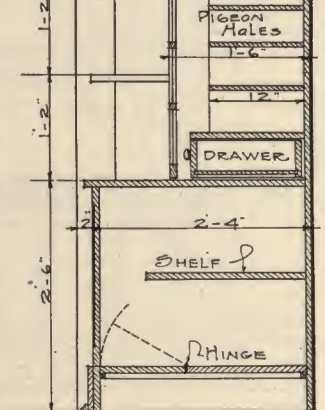 1-2"
PIGEON
HOLES
1'-6"
12"
1'-2"
DRAWER
2"
2'-4"
SHELF
2'-6"
HINGE